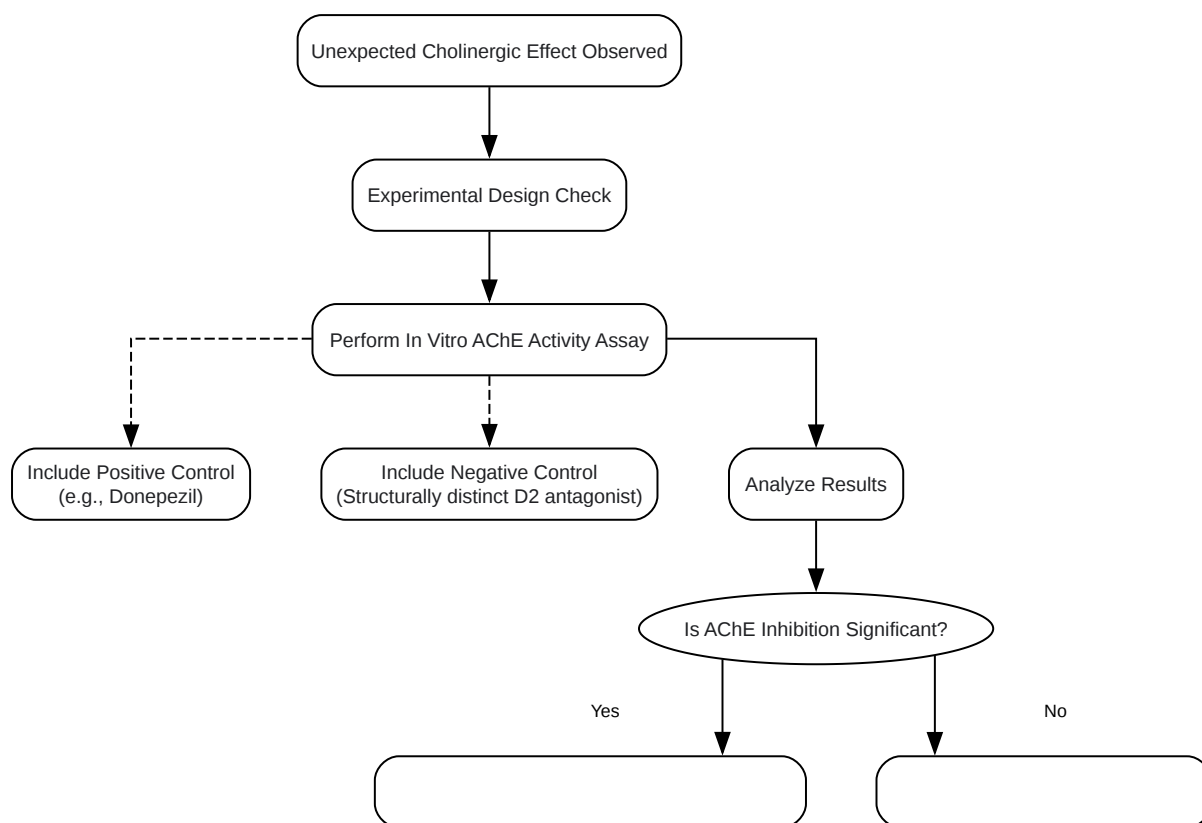 Unexpected Cholinergic Effect Observed
Experimental Design Check
Perform In Vitro AChE Activity Assay
Include Positive Control
(e.g., Donepezil)
Include Negative Control
(Structurally distinct D2 antagonist)
Analyze Results
Is AChE Inhibition Significant?
Yes
No